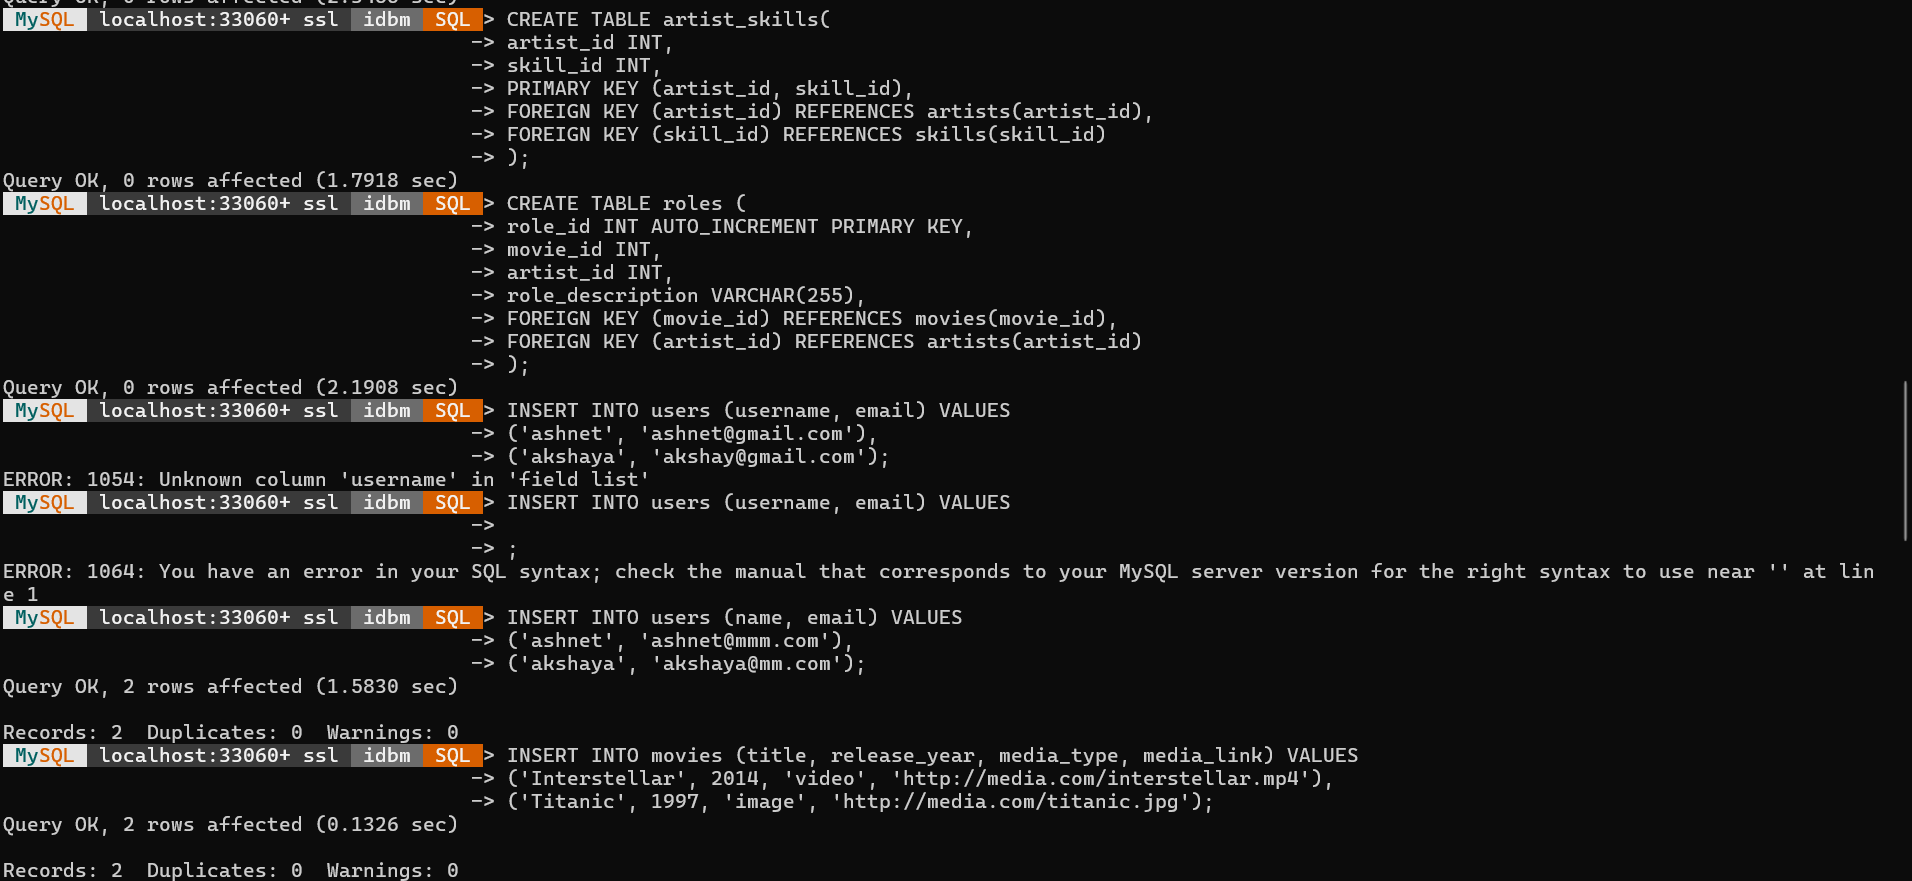 MySQL localhost:33060+ ssl idbm SQL > CREATE TABLE artist_skills(
-> artist_id INT,
-> skill_id INT,
-> PRIMARY KEY (artist_id, skill_id),
-> FOREIGN KEY (artist_id) REFERENCES artists(artist_id),
-> FOREIGN KEY (skill_id) REFERENCES skills(skill_id)
-> );
Query OK, 0 rows affected (1.7918 sec)
MySQL localhost:33060+ ssl idbm SQL > CREATE TABLE roles (
-> role_id INT AUTO_INCREMENT PRIMARY KEY,
-> movie_id INT,
-> artist_id INT,
-> role_description VARCHAR(255),
-> FOREIGN KEY (movie_id) REFERENCES movies(movie_id),
-> FOREIGN KEY (artist_id) REFERENCES artists(artist_id)
-> );
Query OK, 0 rows affected (2.1908 sec)
MySQL localhost:33060+ ssl idbm SQL > INSERT INTO users (username, email) VALUES
-> ('ashnet', 'ashnet@gmail.com'),
-> ('akshaya', 'akshay@gmail.com');
ERROR: 1054: Unknown column 'username' in 'field list'
MySQL localhost:33060+ ssl idbm SQL > INSERT INTO users (username, email) VALUES
->
-> ;
ERROR: 1064: You have an error in your SQL syntax; check the manual that corresponds to your MySQL server version for the right syntax to use near '' at lin
e 1
MySQL localhost:33060+ ssl idbm SQL > INSERT INTO users (name, email) VALUES
-> ('ashnet', 'ashnet@mmm.com'),
-> ('akshaya', 'akshaya@mm.com');
Query OK, 2 rows affected (1.5830 sec)
Records: 2 Duplicates: 0 Warnings: 0
MySQL localhost:33060+ ssl idbm SQL > INSERT INTO movies (title, release_year, media_type, media_link) VALUES
-> ('Interstellar', 2014, 'video', 'http://media.com/interstellar.mp4'),
-> ('Titanic', 1997, 'image', 'http://media.com/titanic.jpg');
Query OK, 2 rows affected (0.1326 sec)
Records: 2 Duplicates: 0 Warnings: 0